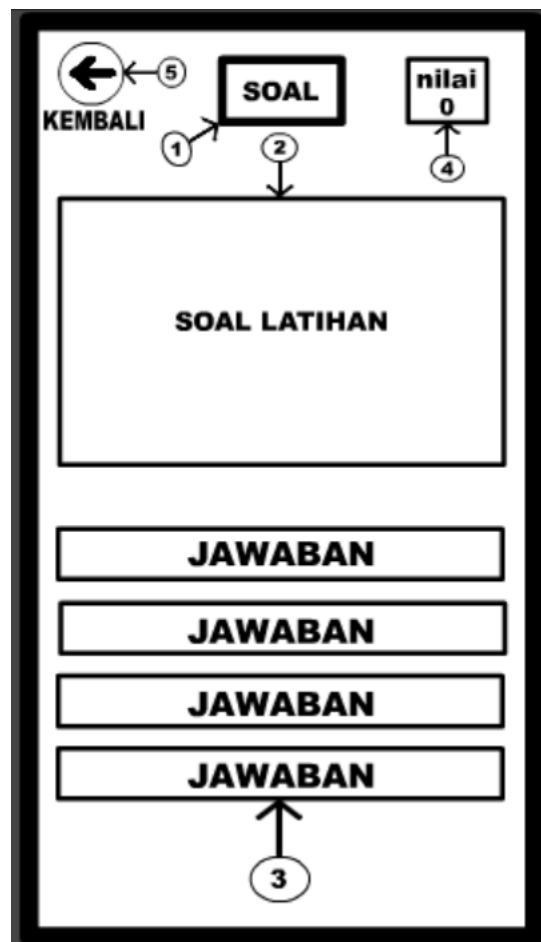 5
SOAL
nilai
0
KEMBALI
1
2
4
SOAL LATIHAN
JAWABAN
JAWABAN
JAWABAN
JAWABAN
3